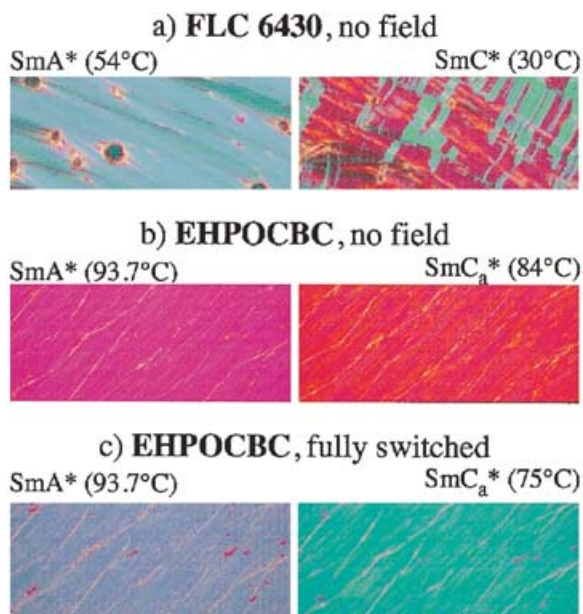 a) FLC 6430, no field
SmA* (54°C) SmC* (30°C)
b) EHPOCBC, no field
SmA* (93.7°C) SmCa* (84°C)
c) EHPOCBC, fully switched
SmA* (93.7°C) SmCa* (75°C)